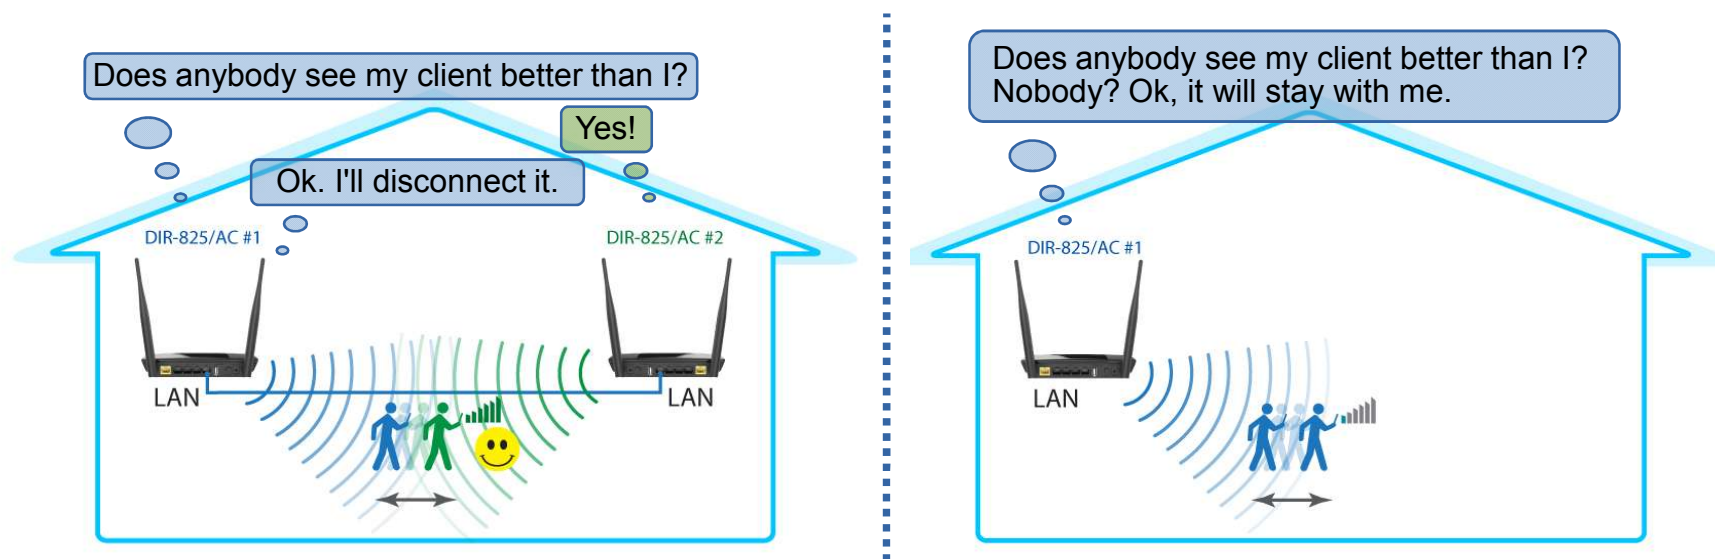 Does anybody see my client better than I?
Yes!
Ok. I'll disconnect it.
DIR-825/AC #1
DIR-825/AC #2
LAN
LAN
Does anybody see my client better than I?
Nobody? Ok, it will stay with me.
DIR-825/AC #1
LAN